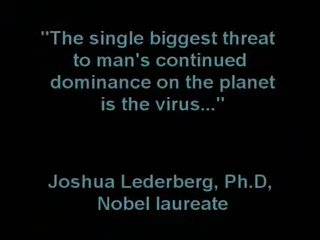 "The single biggest threat
to man's continued
dominance on the planet
is the virus..."
Joshua Lederberg, Ph.D,
Nobel laureate